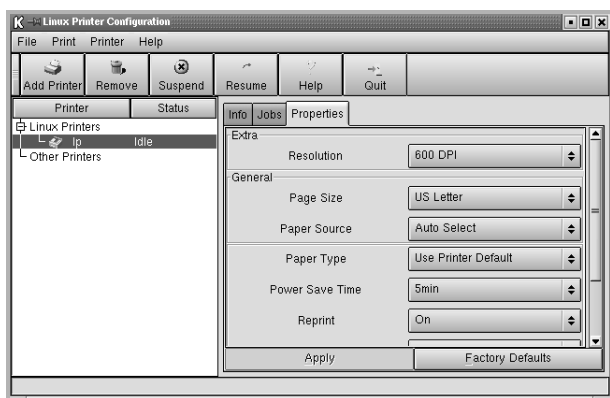 Linux Printer Configuration
File Print Printer Help
Add Printer Remove Suspend Resume Help Quit
Printer Status
Linux Printers
lp Idle
Other Printers
Info Jobs Properties
Extra
Resolution 600 DPI
General
Page Size US Letter
Paper Source Auto Select
Paper Type Use Printer Default
Power Save Time 5min
Reprint On
Apply Factory Defaults